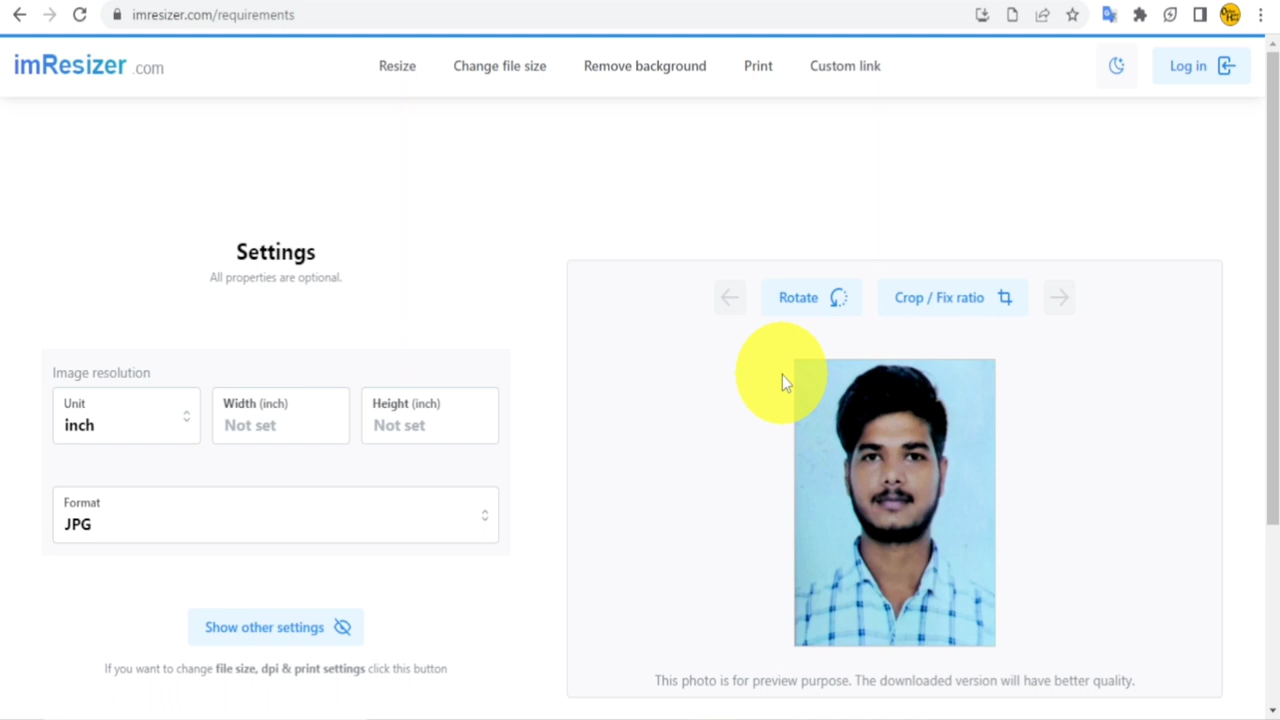 imresizer.com/requirements
imResizer .com
Resize
Change file size
Remove background
Print
Custom link
Log in
Settings
All properties are optional.
Rotate
Crop / Fix ratio
Image resolution
Unit
inch
Width (inch)
Not set
Height (inch)
Not set
Format
JPG
Show other settings
If you want to change file size, dpi & print settings click this button
This photo is for preview purpose. The downloaded version will have better quality.